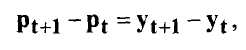 pₜ₊₁ − pₜ = yₜ₊₁ − yₜ,